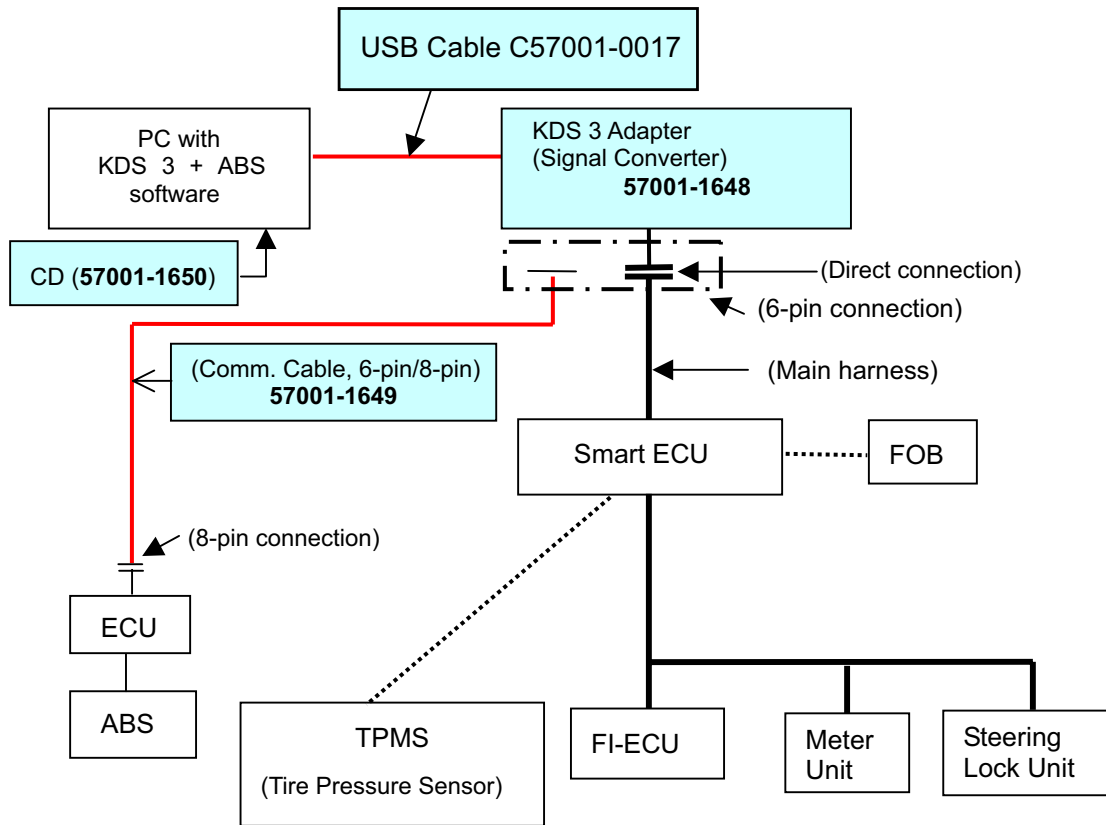 USB Cable C57001-0017
PC with
KDS 3 + ABS
software
KDS 3 Adapter
(Signal Converter)
57001-1648
CD (57001-1650)
(Direct connection)
(6-pin connection)
(Comm. Cable, 6-pin/8-pin)
57001-1649
(Main harness)
Smart ECU
FOB
(8-pin connection)
ECU
ABS
TPMS
(Tire Pressure Sensor)
FI-ECU
Meter
Unit
Steering
Lock Unit